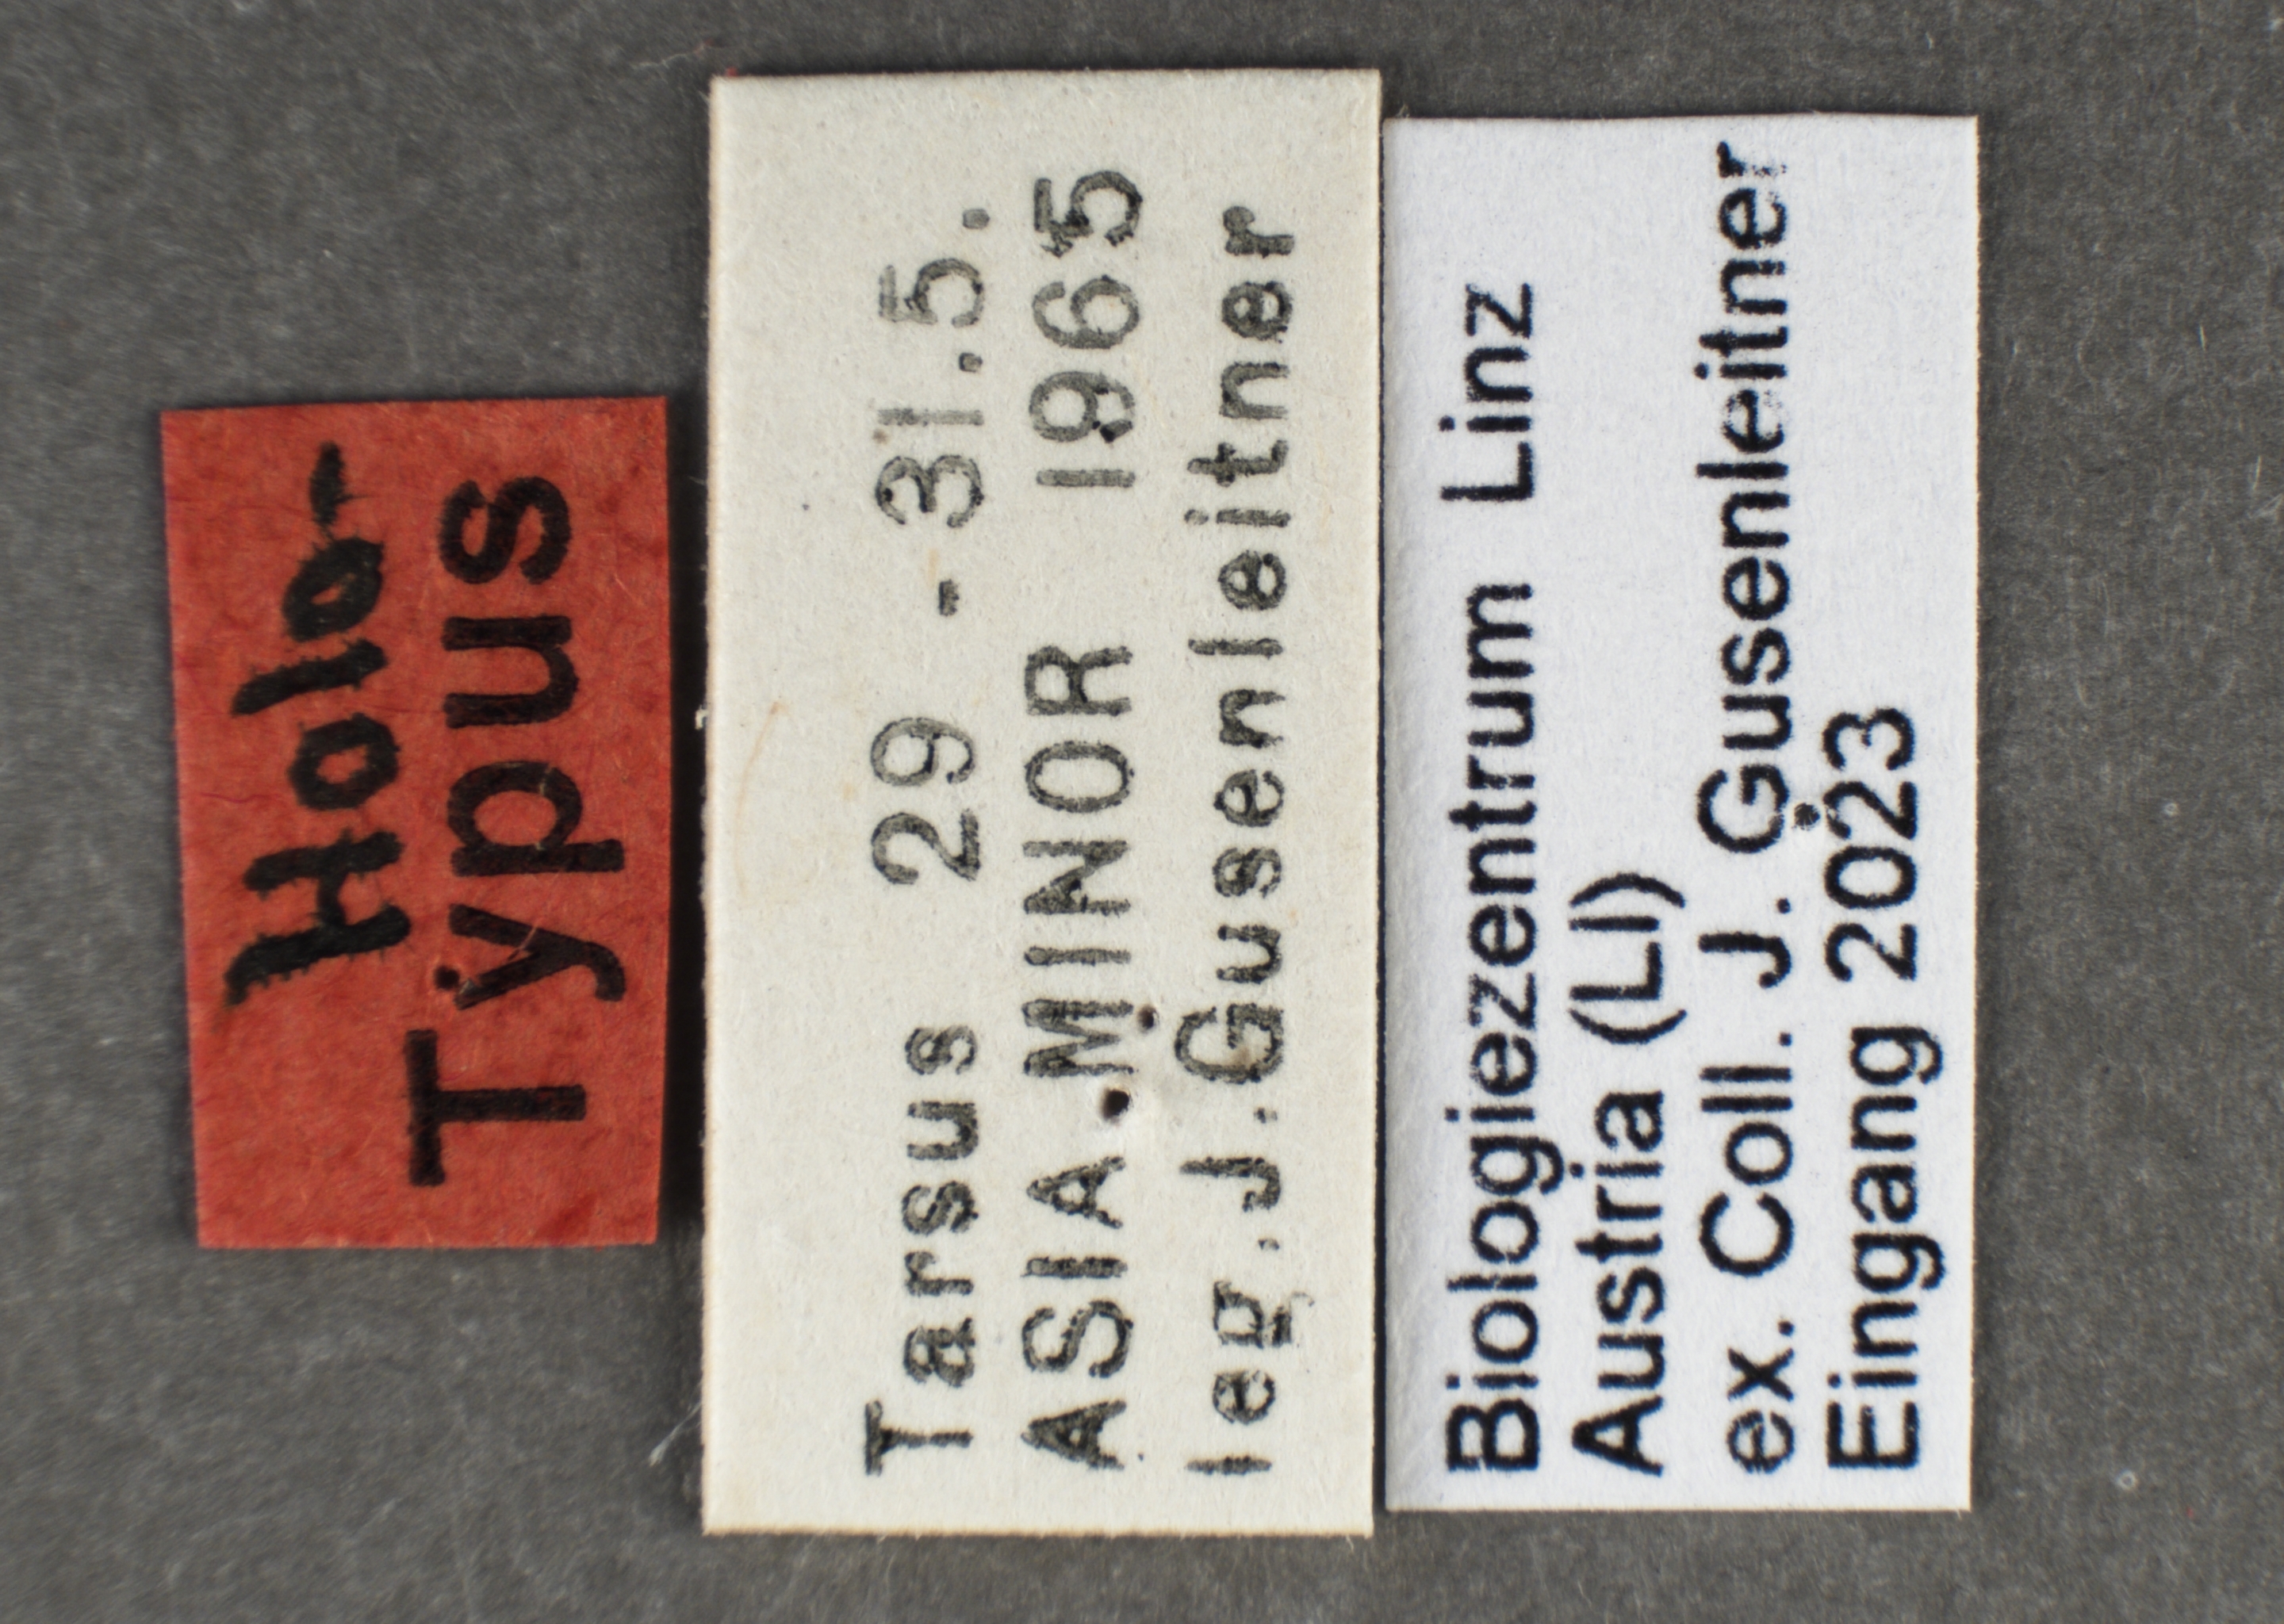 Holo-
Typus
Tarsus 29 - 31.5.
ASIA MINOR 1965
leg.J.Gusenleitner
Biologiezentrum Linz
Austria (LI)
ex. Coll. J. Gusenleitner
Eingang 2023